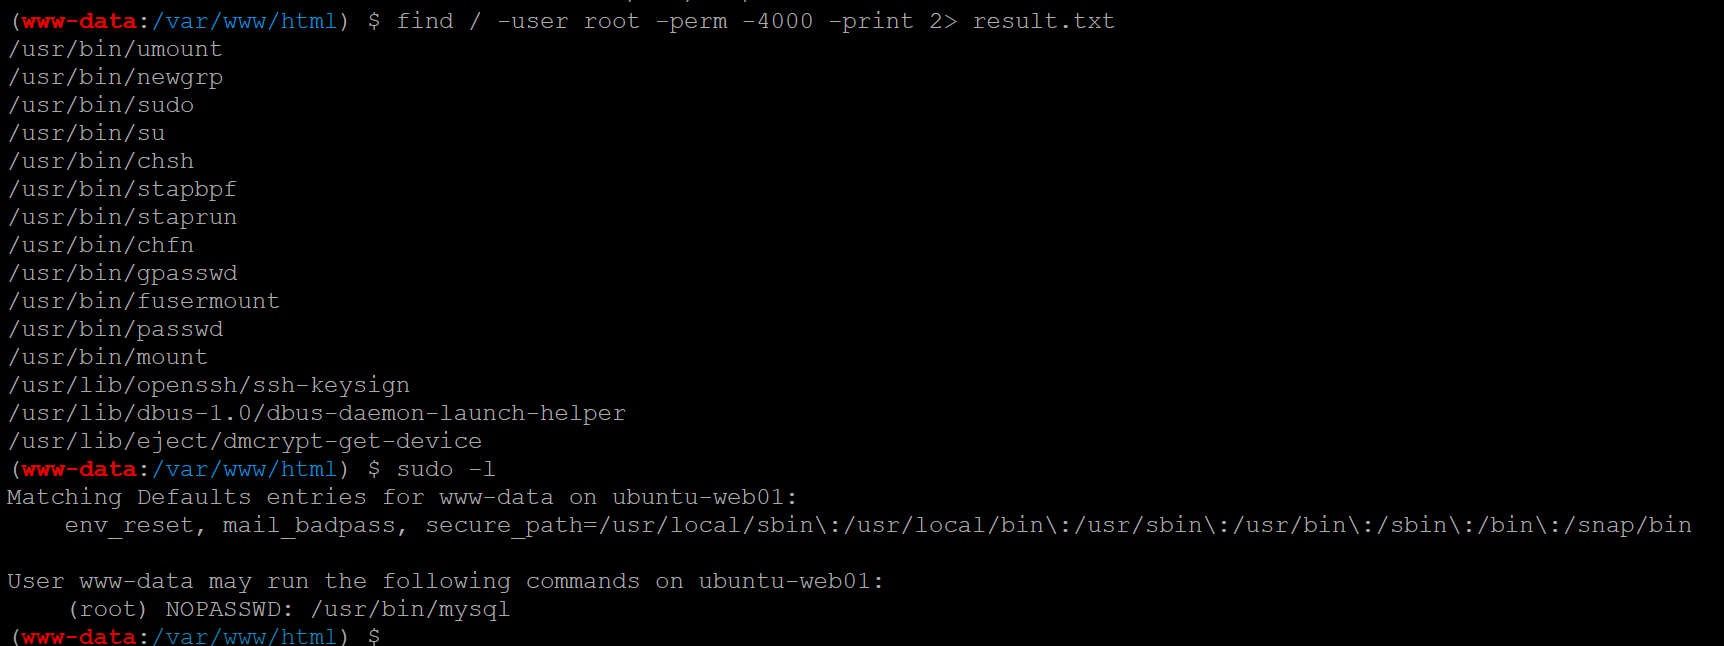 (www-data:/var/www/html) $ find / -user root -perm -4000 -print 2> result.txt
/usr/bin/umount
/usr/bin/newgrp
/usr/bin/sudo
/usr/bin/su
/usr/bin/chsh
/usr/bin/stapbpf
/usr/bin/staprun
/usr/bin/chfn
/usr/bin/gpasswd
/usr/bin/fusermount
/usr/bin/passwd
/usr/bin/mount
/usr/lib/openssh/ssh-keysign
/usr/lib/dbus-1.0/dbus-daemon-launch-helper
/usr/lib/eject/dmcrypt-get-device
(www-data:/var/www/html) $ sudo -l
Matching Defaults entries for www-data on ubuntu-web01:
    env_reset, mail_badpass, secure_path=/usr/local/sbin\:/usr/local/bin\:/usr/sbin\:/usr/bin\:/sbin\:/bin\:/snap/bin

User www-data may run the following commands on ubuntu-web01:
    (root) NOPASSWD: /usr/bin/mysql
(www-data:/var/www/html) $